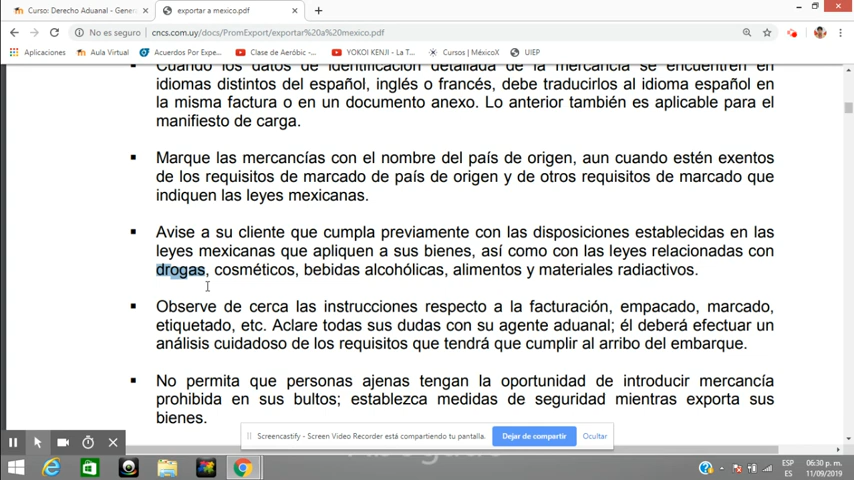 Curso: Derecho Aduanal - Gener
exportar a mexico.pdf
No es seguro | cncs.com.uy/docs/PromExport/exportar%20a%20mexico.pdf
Aplicaciones
Aula Virtual
Acuerdos Por Expe...
Clase de Aeróbic -...
YOKOI KENJI - La T...
Cursos | MéxicoX
UIEP
Cuando los datos de identificación detallada de la mercancía se encuentren en
idiomas distintos del español, inglés o francés, debe traducirlos al idioma español en
la misma factura o en un documento anexo. Lo anterior también es aplicable para el
manifiesto de carga.
Marque las mercancías con el nombre del país de origen, aun cuando estén exentos
de los requisitos de marcado de país de origen y de otros requisitos de marcado que
indiquen las leyes mexicanas.
Avise a su cliente que cumpla previamente con las disposiciones establecidas en las
leyes mexicanas que apliquen a sus bienes, así como con las leyes relacionadas con
drogas, cosméticos, bebidas alcohólicas, alimentos y materiales radiactivos.
Observe de cerca las instrucciones respecto a la facturación, empacado, marcado,
etiquetado, etc. Aclare todas sus dudas con su agente aduanal; él deberá efectuar un
análisis cuidadoso de los requisitos que tendrá que cumplir al arribo del embarque.
No permita que personas ajenas tengan la oportunidad de introducir mercancía
prohibida en sus bultos; establezca medidas de seguridad mientras exporta sus
bienes.
Screencastify - Screen Video Recorder está compartiendo tu pantalla.
Dejar de compartir
Ocultar
ESP
06:30 p. m.
ES
11/09/2019